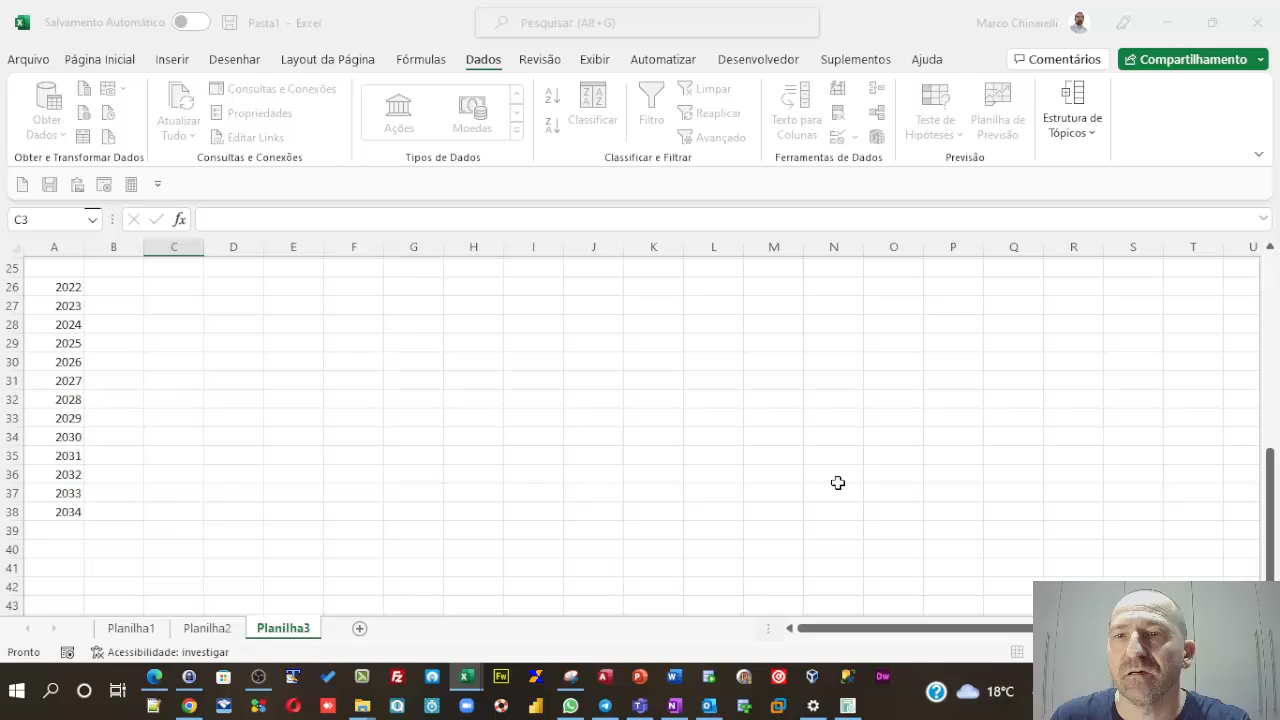 Salvamento Automático
Pasta1 - Excel
Pesquisar (Alt+G)
Marco Chinarelli
Arquivo Página Inicial Inserir Desenhar Layout da Página Fórmulas Dados Revisão Exibir Automatizar Desenvolvedor Suplementos Ajuda Comentários Compartilhamento
Obter Dados
Atualizar Tudo
Consultas e Conexões
Propriedades
Editar Links
Ações
Moedas
Classificar
Filtro
Limpar
Reaplicar
Avançado
Texto para Colunas
Teste de Hipóteses
Planilha de Previsão
Estrutura de Tópicos
Obter e Transformar Dados Consultas e Conexões Tipos de Dados Classificar e Filtrar Ferramentas de Dados Previsão
C3 fx
A B C D E F G H I J K L M N O P Q R S T U
25
26 2022
27 2023
28 2024
29 2025
30 2026
31 2027
32 2028
33 2029
34 2030
35 2031
36 2032
37 2033
38 2034
39
40
41
42
43
Planilha1 Planilha2 Planilha3
Pronto Acessibilidade: investigar
18°C